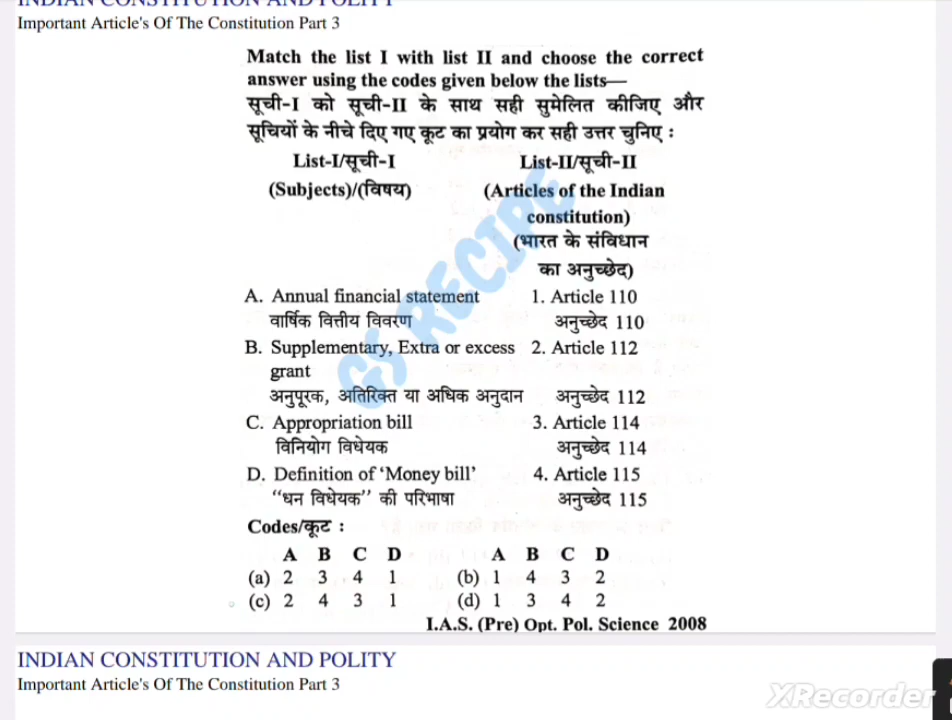 INDIAN CONSTITUTION AND POLITY
Important Article's Of The Constitution Part 3
Match the list I with list II and choose the correct
answer using the codes given below the lists—
सूची-I को सूची-II के साथ सही सुमेलित कीजिए और
सूचियों के नीचे दिए गए कूट का प्रयोग कर सही उत्तर चुनिए :
List-I/सूची-I List-II/सूची-II
(Subjects)/(विषय) (Articles of the Indian
constitution)
(भारत के संविधान
का अनुच्छेद)
A. Annual financial statement 1. Article 110
वार्षिक वित्तीय विवरण अनुच्छेद 110
B. Supplementary, Extra or excess 2. Article 112
grant
अनुपूरक, अतिरिक्त या अधिक अनुदान अनुच्छेद 112
C. Appropriation bill 3. Article 114
विनियोग विधेयक अनुच्छेद 114
D. Definition of ‘Money bill’ 4. Article 115
“धन विधेयक” की परिभाषा अनुच्छेद 115
Codes/कूट :
A B C D A B C D
(a) 2 3 4 1 (b) 1 4 3 2
(c) 2 4 3 1 (d) 1 3 4 2
I.A.S. (Pre) Opt. Pol. Science 2008
GS RECIPE
INDIAN CONSTITUTION AND POLITY
Important Article's Of The Constitution Part 3
XRecorder